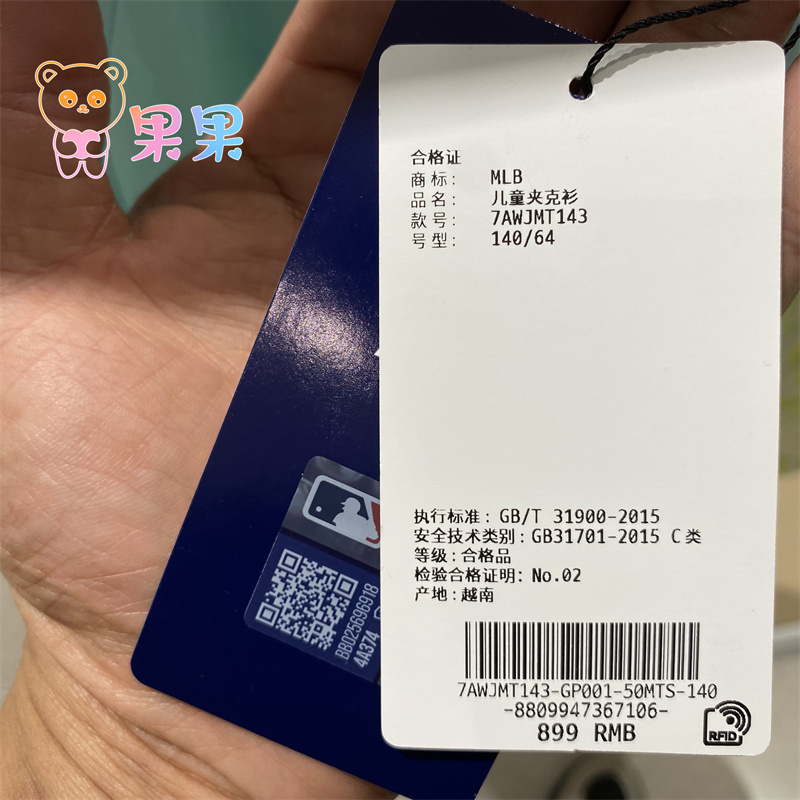 果果
合格证
商标: MLB
品名: 儿童夹克衫
款号: 7AWJMT143
号型: 140/64
执行标准: GB/T 31900-2015
安全技术类别: GB31701-2015 C类
等级: 合格品
检验合格证明: No.02
产地: 越南
7AWJMT143-GP001-50MTS-140
-8809947367106-
899 RMB
RFID
BB025696918
4A374